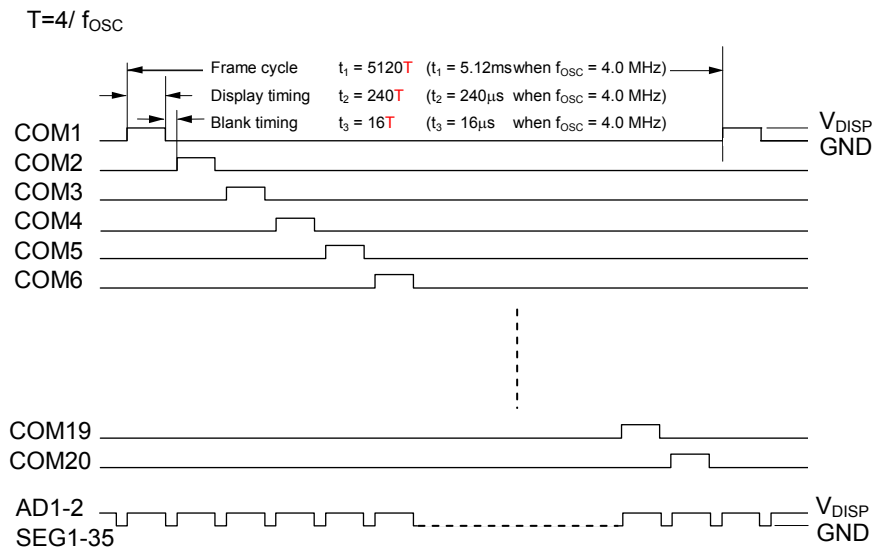 T=4/ fOSC
Frame cycle t1 = 5120T (t1 = 5.12ms when fOSC = 4.0 MHz)
Display timing t2 = 240T (t2 = 240μs when fOSC = 4.0 MHz)
Blank timing t3 = 16T (t3 = 16μs when fOSC = 4.0 MHz)
COM1
VDISP
GND
COM2
COM3
COM4
COM5
COM6
COM19
COM20
AD1-2
SEG1-35
VDISP
GND